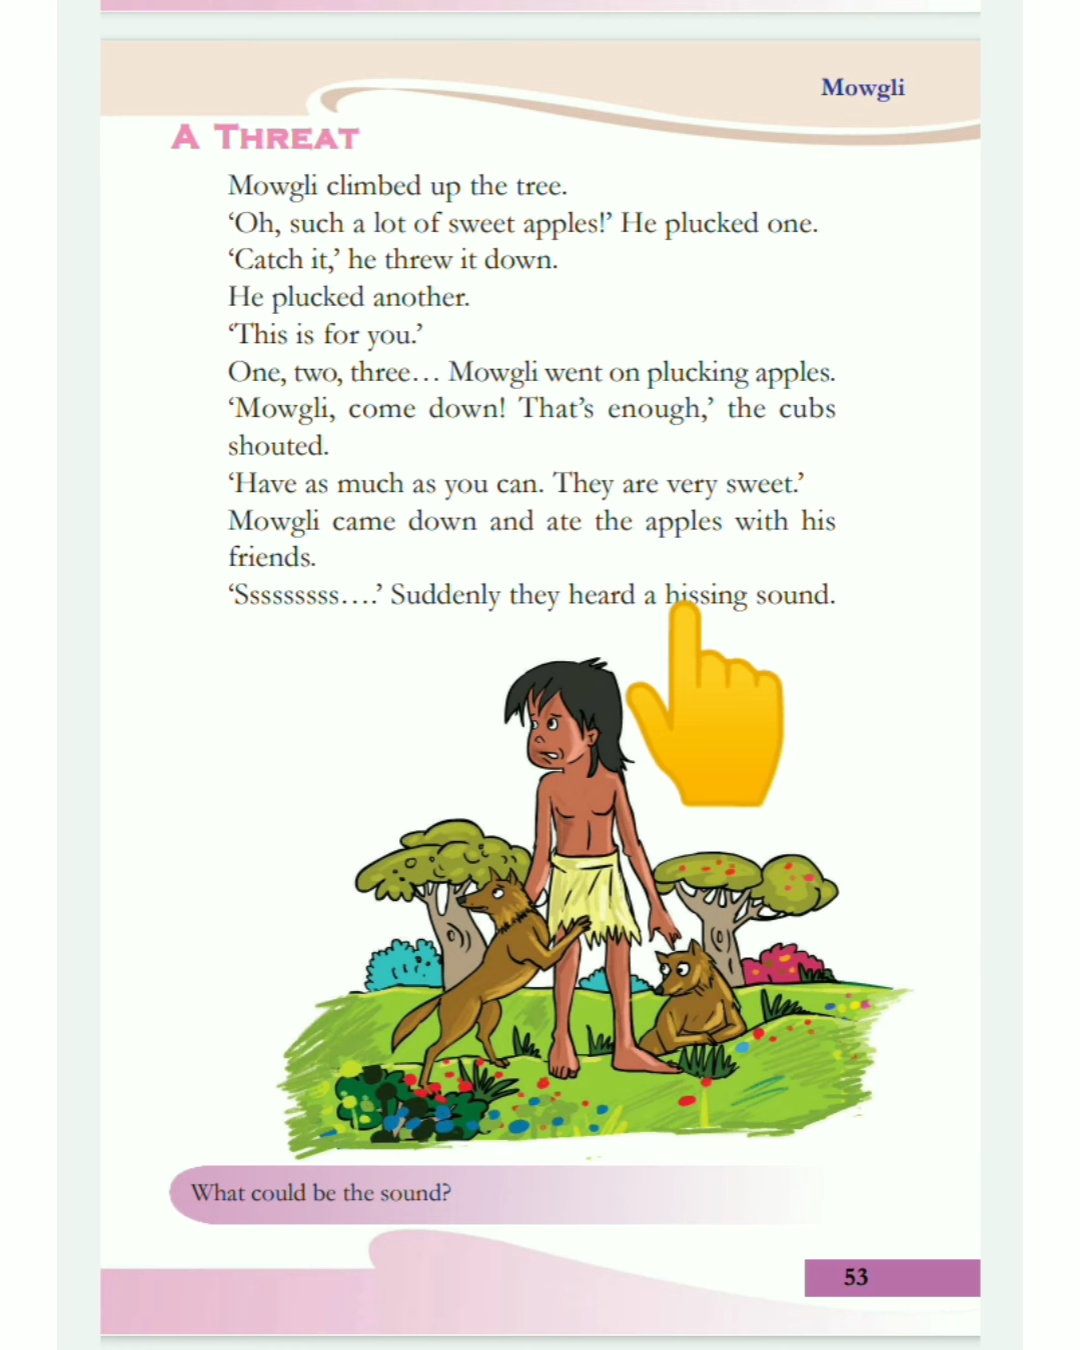 Mowgli
A THREAT
Mowgli climbed up the tree.
‘Oh, such a lot of sweet apples!’ He plucked one.
‘Catch it,’ he threw it down.
He plucked another.
‘This is for you.’
One, two, three… Mowgli went on plucking apples.
‘Mowgli, come down! That’s enough,’ the cubs
shouted.
‘Have as much as you can. They are very sweet.’
Mowgli came down and ate the apples with his
friends.
‘Sssssssss….’ Suddenly they heard a hissing sound.
What could be the sound?
53